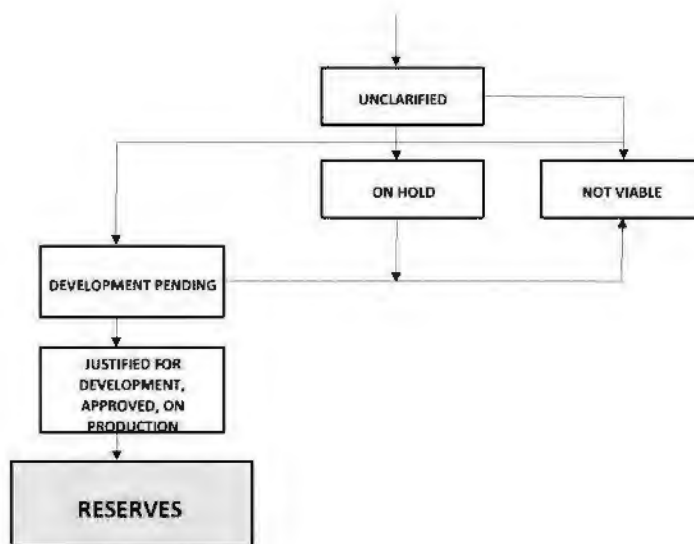 UNCLARIFIED
ON HOLD
NOT VIABLE
DEVELOPMENT PENDING
JUSTIFIED FOR
DEVELOPMENT,
APPROVED, ON
PRODUCTION
RESERVES